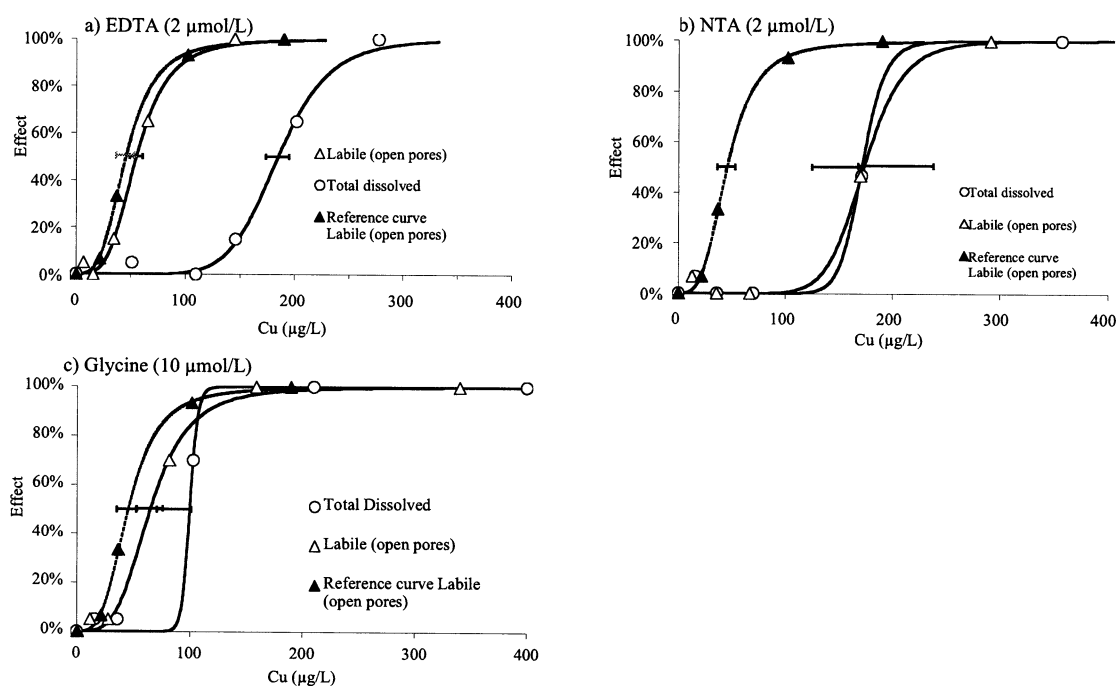 a) EDTA (2 µmol/L)
100%
80%
60%
40%
20%
0%
Effect
0 100 200 300 400
Cu (µg/L)
Labile (open pores)
Total dissolved
Reference curve
Labile (open pores)
b) NTA (2 µmol/L)
100%
80%
60%
40%
20%
0%
Effect
0 100 200 300 400
Cu (µg/L)
Total dissolved
Labile (open pores)
Reference curve
Labile (open pores)
c) Glycine (10 µmol/L)
100%
80%
60%
40%
20%
0%
Effect
0 100 200 300 400
Cu (µg/L)
Total Dissolved
Labile (open pores)
Reference curve Labile
(open pores)